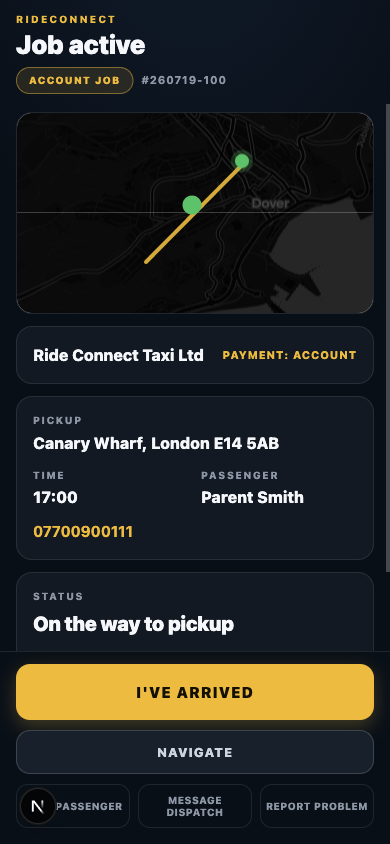 RIDECONNECT
Job active
ACCOUNT JOB #260719-100
Dover
Ride Connect Taxi Ltd PAYMENT: ACCOUNT
PICKUP
Canary Wharf, London E14 5AB
TIME PASSENGER
17:00 Parent Smith
07700900111
STATUS
On the way to pickup
I'VE ARRIVED
NAVIGATE
N PASSENGER
MESSAGE
DISPATCH
REPORT PROBLEM